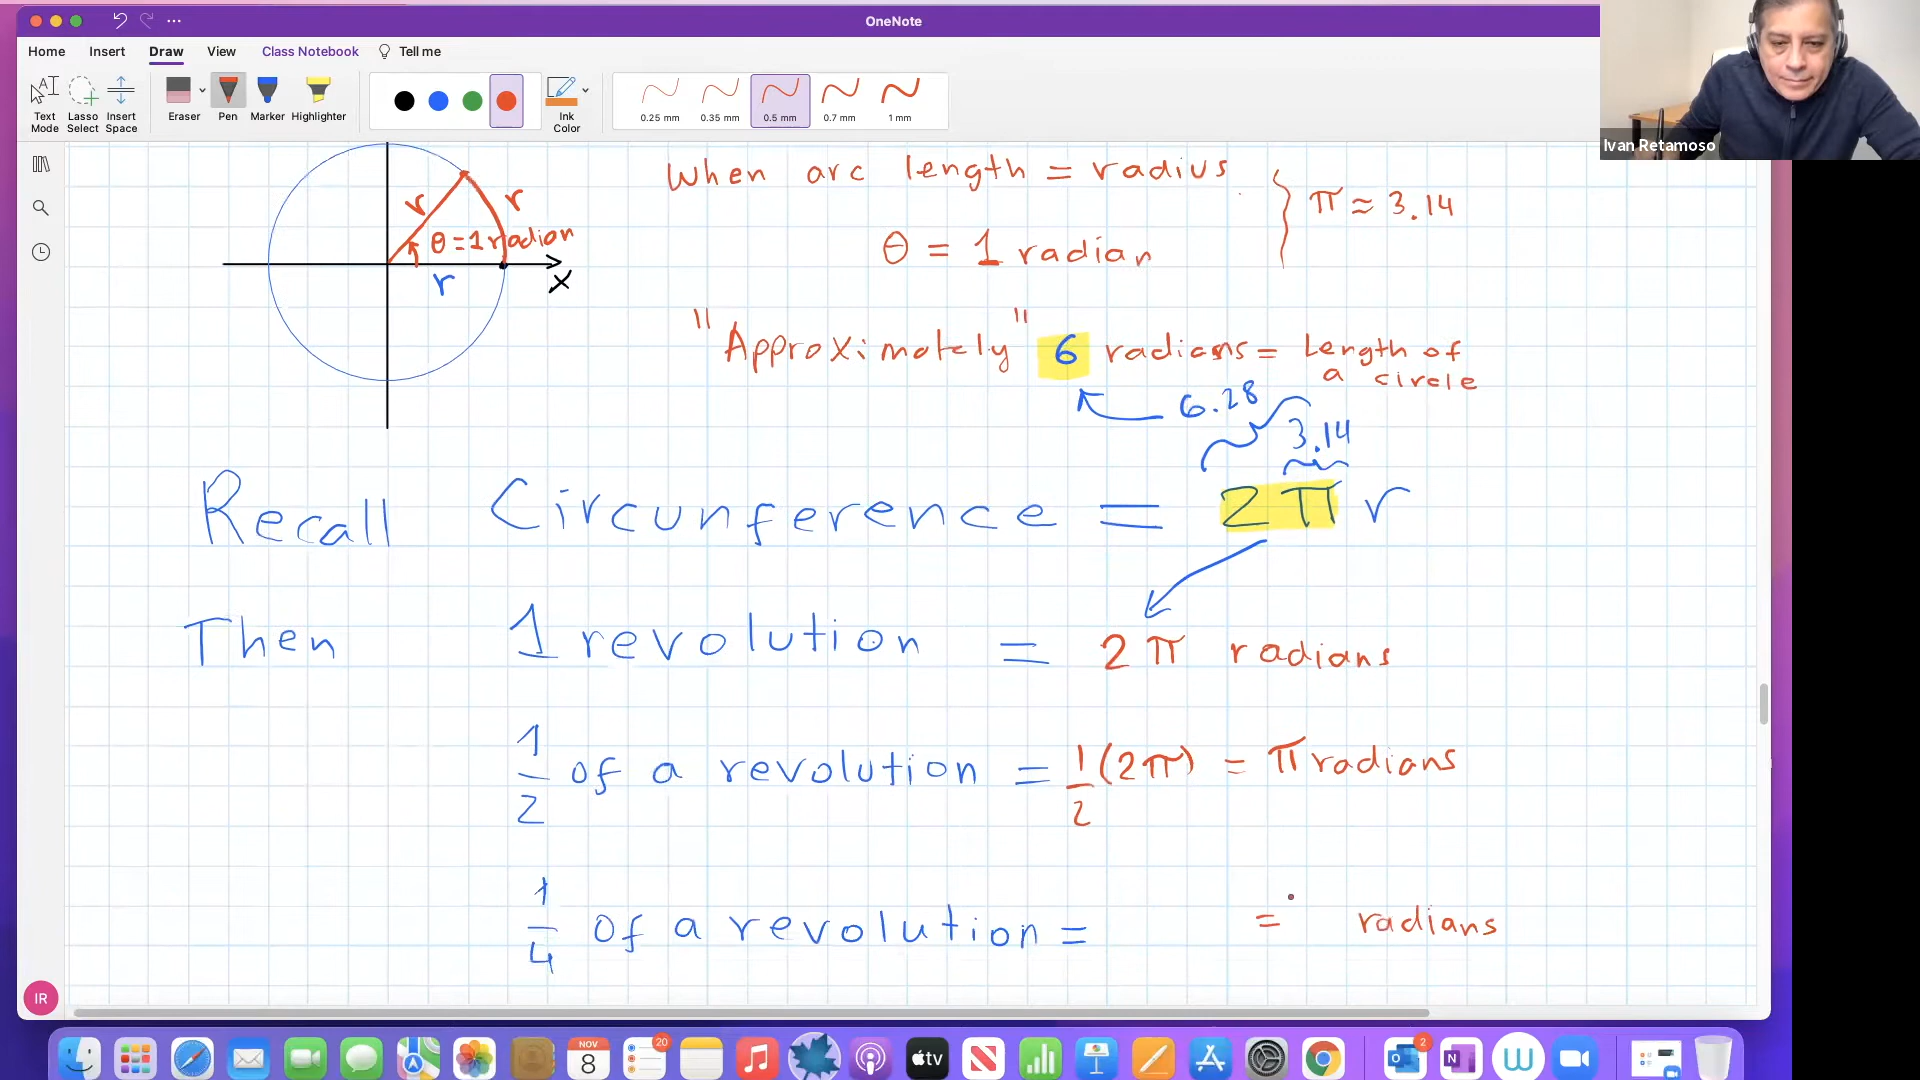 OneNote
Home Insert Draw View Class Notebook Tell me
Text Mode Lasso Select Insert Space Eraser Pen Marker Highlighter Ink Color 0.25 mm 0.35 mm 0.5 mm 0.7 mm 1 mm
Ivan Retamoso
When arc length = radius
π ≈ 3.14
r r
θ = 1 radian
r x
θ = 1 radian
"Approximately" 6 radians = Length of a circle
6.28
3.14
Recall Circunference = 2π r
Then 1 revolution = 2π radians
1/2 of a revolution = 1/2 (2π) = π radians
1/4 of a revolution = = radians
IR
NOV 8
20
tv
2